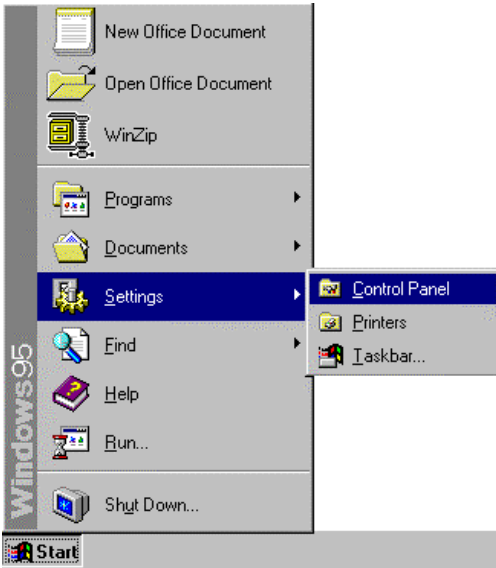 New Office Document
Open Office Document
WinZip
Programs
Documents
Settings
Control Panel
Printers
Taskbar...
Find
Help
Run...
Shut Down...
Windows95
Start